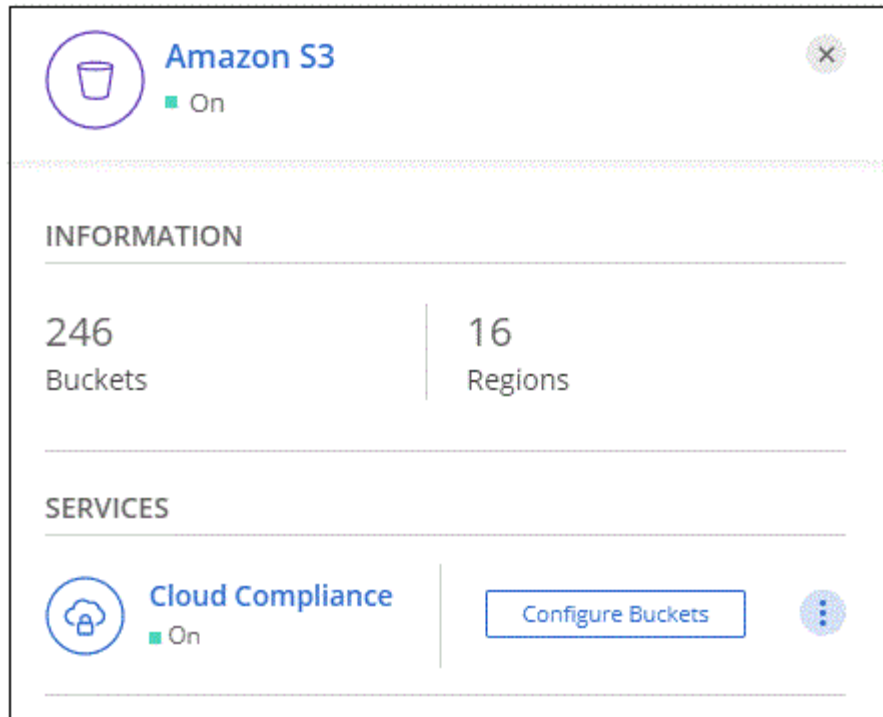 Amazon S3
On
INFORMATION
246
Buckets
16
Regions
SERVICES
Cloud Compliance
On
Configure Buckets